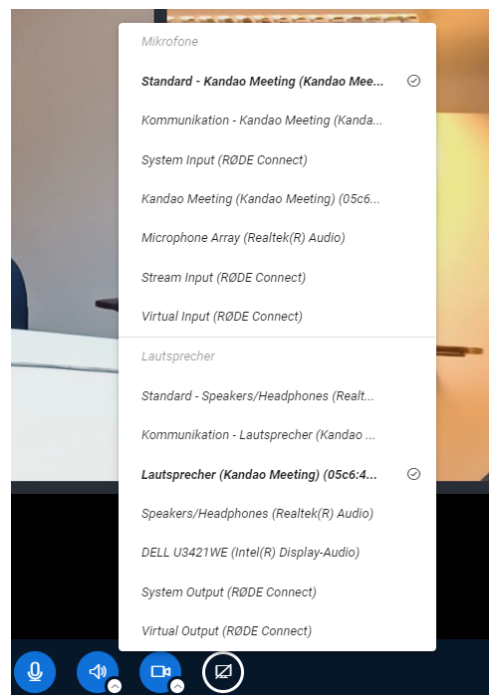 Mikrofone
Standard - Kandao Meeting (Kandao Mee...
Kommunikation - Kandao Meeting (Kanda...
System Input (RØDE Connect)
Kandao Meeting (Kandao Meeting) (05c6...
Microphone Array (Realtek(R) Audio)
Stream Input (RØDE Connect)
Virtual Input (RØDE Connect)
Lautsprecher
Standard - Speakers/Headphones (Realt...
Kommunikation - Lautsprecher (Kandao ...
Lautsprecher (Kandao Meeting) (05c6:4...
Speakers/Headphones (Realtek(R) Audio)
DELL U3421WE (Intel(R) Display-Audio)
System Output (RØDE Connect)
Virtual Output (RØDE Connect)